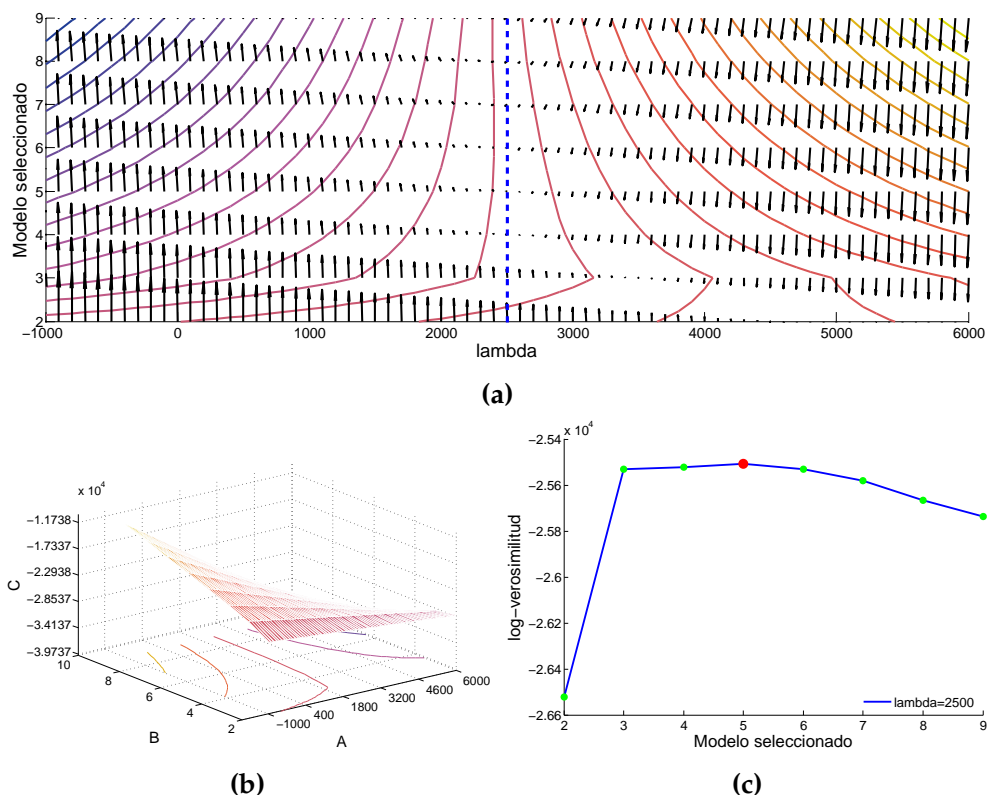 9
8
7
6
5
4
3
2
Modelo seleccionado
−1000 0 1000 2000 3000 4000 5000 6000
lambda
(a)
x 10^4
−1.1738
−1.7337
−2.2938
−2.8537
−3.4137
−3.9737
C
10
8
6
4
2
B
−1000
400
1800
3200
4600
6000
A
(b)
x 10^4
−2.54
−2.56
−2.58
−2.6
−2.62
−2.64
−2.66
log−verosimilitud
lambda=2500
2 3 4 5 6 7 8 9
Modelo seleccionado
(c)